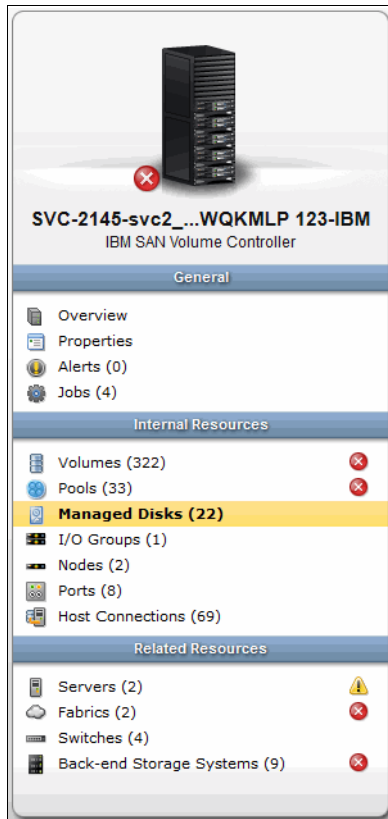 SVC-2145-svc2_...WQKMLP 123-IBM
IBM SAN Volume Controller
General
Overview
Properties
Alerts (0)
Jobs (4)
Internal Resources
Volumes (322)
Pools (33)
Managed Disks (22)
I/O Groups (1)
Nodes (2)
Ports (8)
Host Connections (69)
Related Resources
Servers (2)
Fabrics (2)
Switches (4)
Back-end Storage Systems (9)